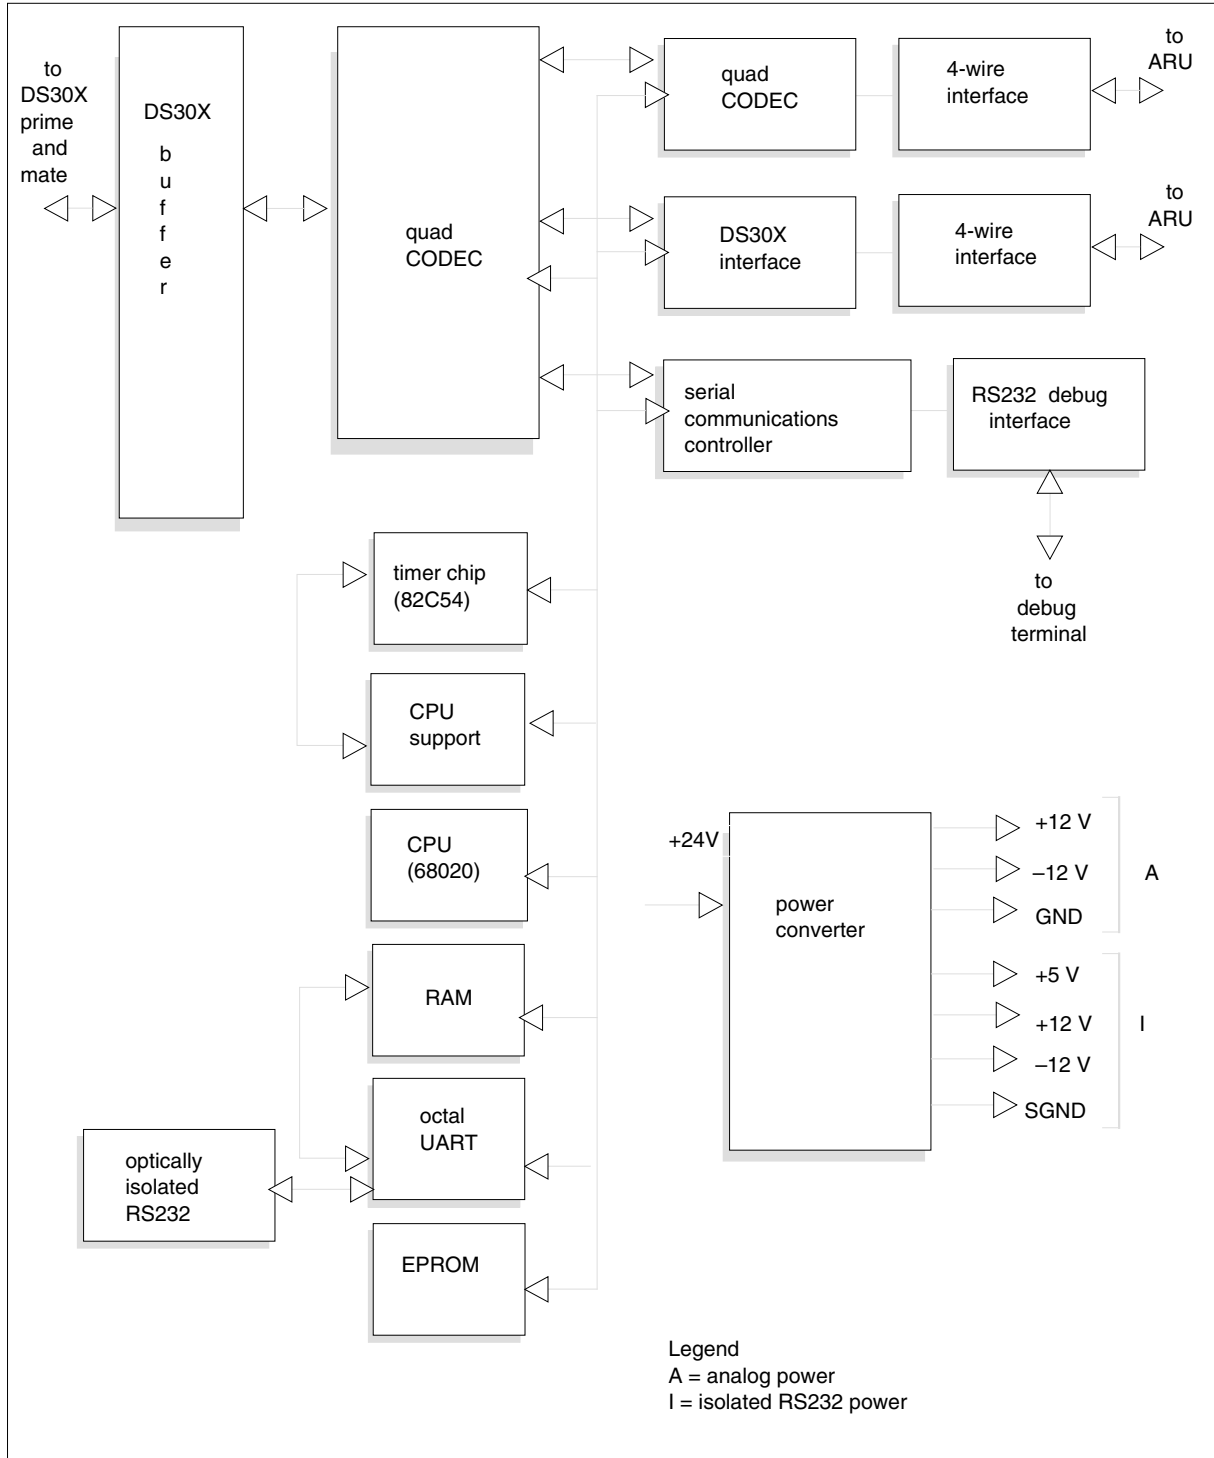 to
DS30X
prime
and
mate
DS30X
b
u
f
f
e
r
quad
CODEC
quad
CODEC
4-wire
interface
to
ARU
DS30X
interface
4-wire
interface
to
ARU
serial
communications
controller
RS232 debug
interface
to
debug
terminal
timer chip
(82C54)
CPU
support
CPU
(68020)
RAM
octal
UART
optically
isolated
RS232
EPROM
+24V
power
converter
+12 V
–12 V
GND
A
+5 V
+12 V
–12 V
SGND
I
Legend
A = analog power
I = isolated RS232 power